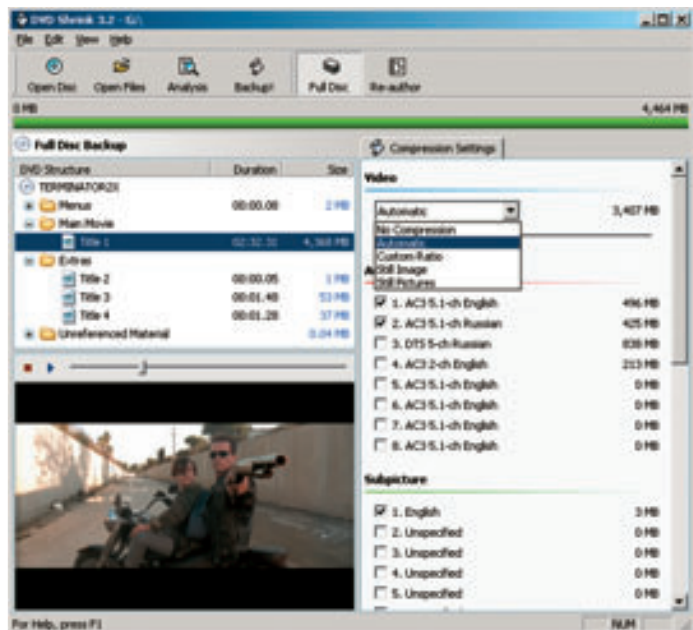 DVD Shrink 3.2 - G:\
File Edit View Help
Open Disc Open Files Analysis Backup! Full Disc Re-author
0 MB 4,464 MB
Full Disc Backup
Compression Settings
DVD Structure Duration Size
TERMINATOR2X
Menus 00:00.00 2 MB
Main Movie
Title 1 02:32.31 4,368 MB
Extras
Title 2 00:00.05 1 MB
Title 3 00:01.48 53 MB
Title 4 00:01.28 37 MB
Unreferenced Material 0.04 MB
Video
Automatic 3,407 MB
No Compression
Automatic
Custom Ratio
Still Image
Still Pictures
1. AC3 5.1-ch English 496 MB
2. AC3 5.1-ch Russian 425 MB
3. DTS 5-ch Russian 838 MB
4. AC3 2-ch English 213 MB
5. AC3 5.1-ch English 0 MB
6. AC3 5.1-ch English 0 MB
7. AC3 5.1-ch English 0 MB
8. AC3 5.1-ch English 0 MB
Subpicture
1. English 3 MB
2. Unspecified 0 MB
3. Unspecified 0 MB
4. Unspecified 0 MB
5. Unspecified 0 MB
For Help, press F1 NUM